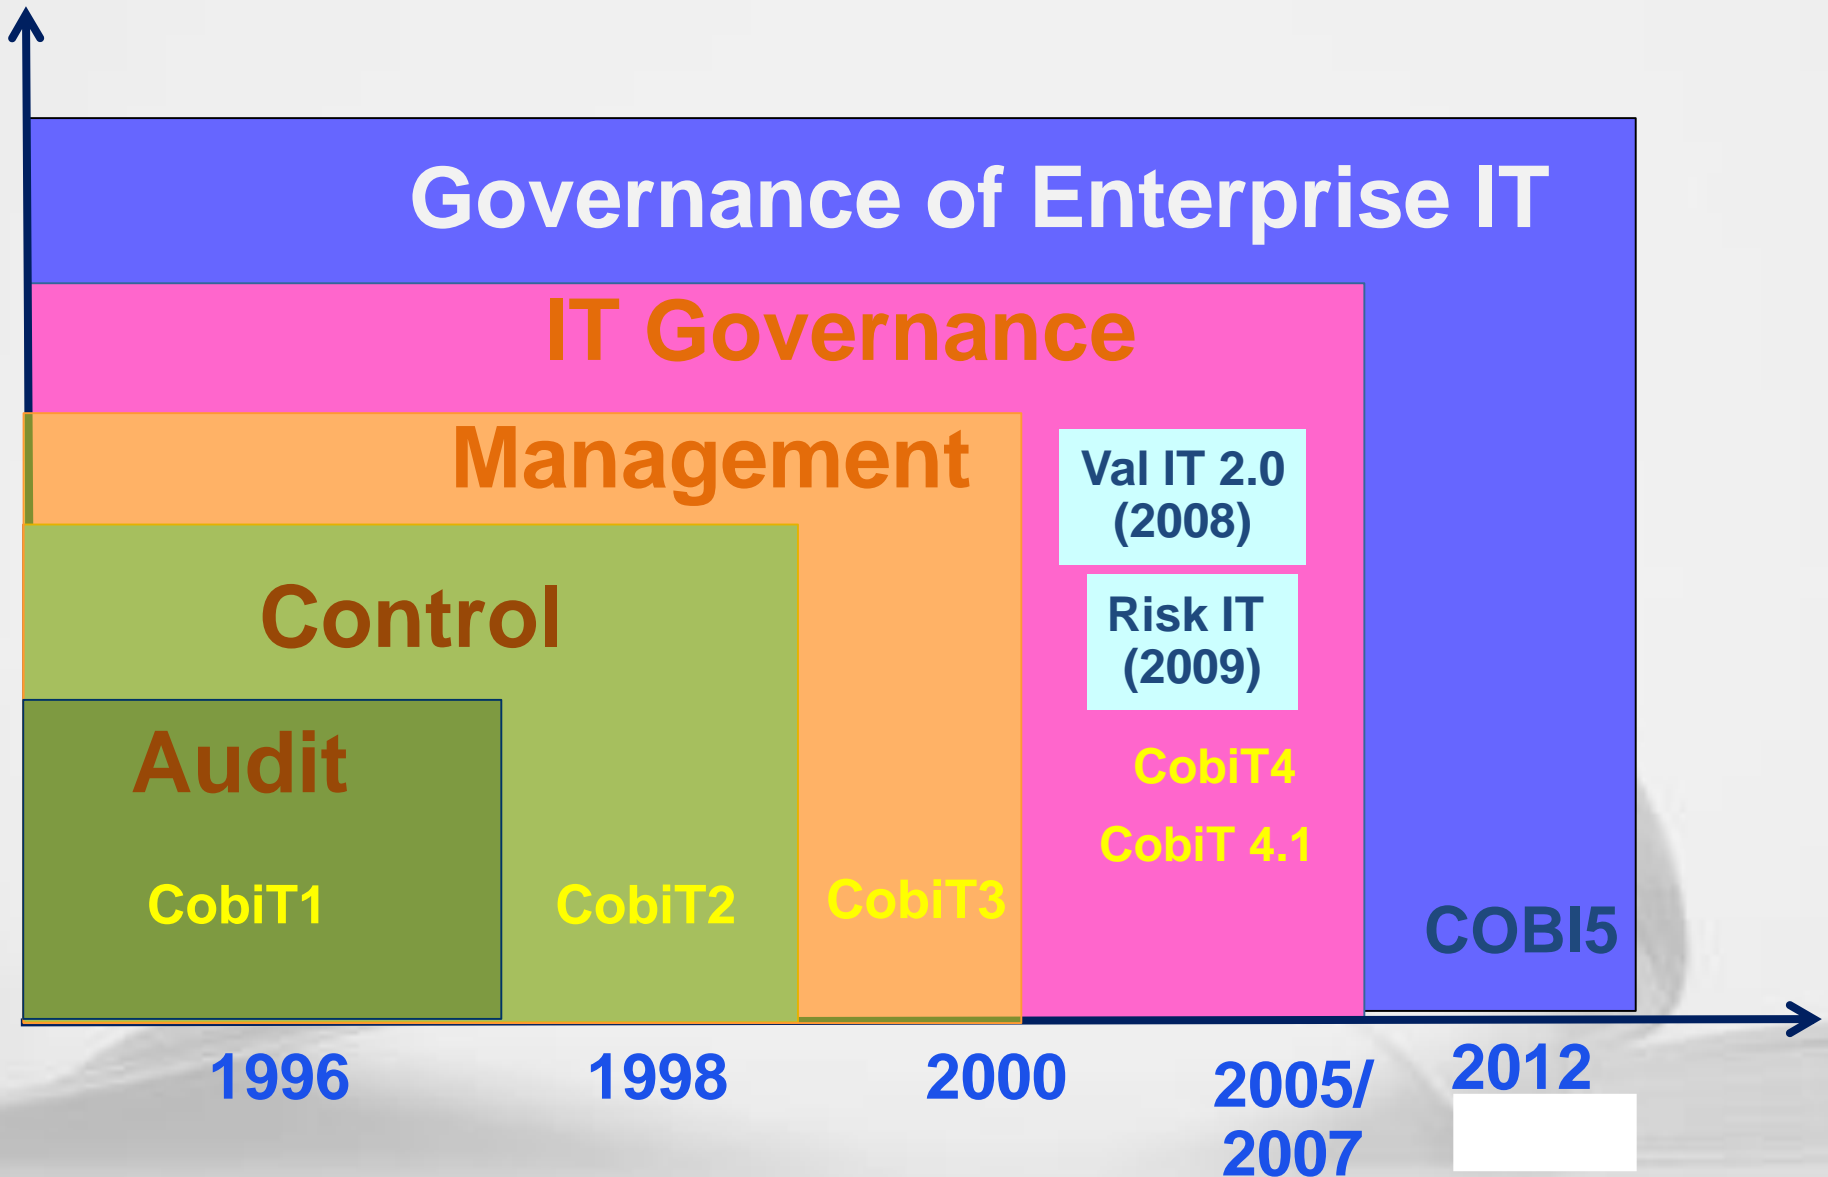 Governance of Enterprise IT
IT Governance
Management
Val IT 2.0
(2008)
Control
Risk IT
(2009)
Audit
CobiT4
CobiT 4.1
CobiT1
CobiT2
CobiT3
COBI5
1996
1998
2000
2005/
2007
2012